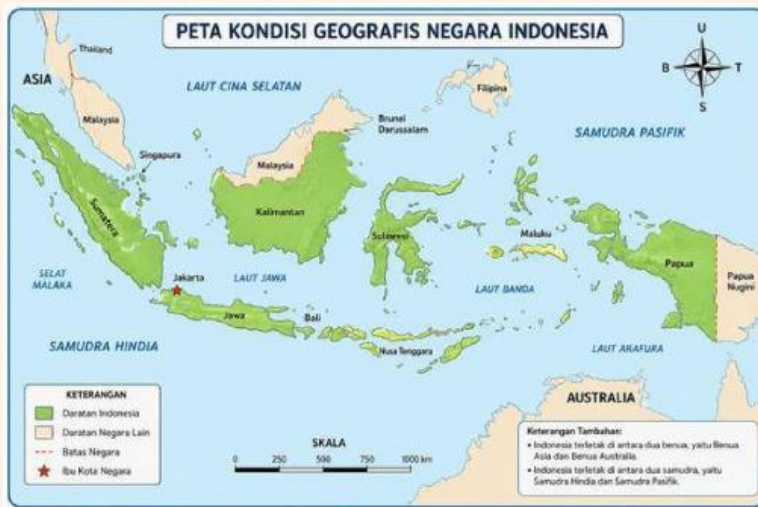 PETA KONDISI GEOGRAFIS NEGARA INDONESIA
U
B
T
S
Thailand
ASIA
LAUT CINA SELATAN
Filipina
Malaysia
Brunei
Darussalam
SAMUDRA PASIFIK
Singapura
Malaysia
Sumatera
Kalimantan
Sulawesi
Maluku
Papua
Papua
Nugini
SELAT
MALAKA
Jakarta
LAUT JAWA
LAUT BANDA
Jawa
Bali
Nusa Tenggara
SAMUDRA HINDIA
LAUT ARAFURA
AUSTRALIA
KETERANGAN
Daratan Indonesia
Daratan Negara Lain
Batas Negara
Ibu Kota Negara
SKALA
0 250 500 750 1000 km
Keterangan Tambahan:
• Indonesia terletak di antara dua benua, yaitu Benua
Asia dan Benua Australia.
• Indonesia terletak di antara dua samudra, yaitu
Samudra Hindia dan Samudra Pasifik.